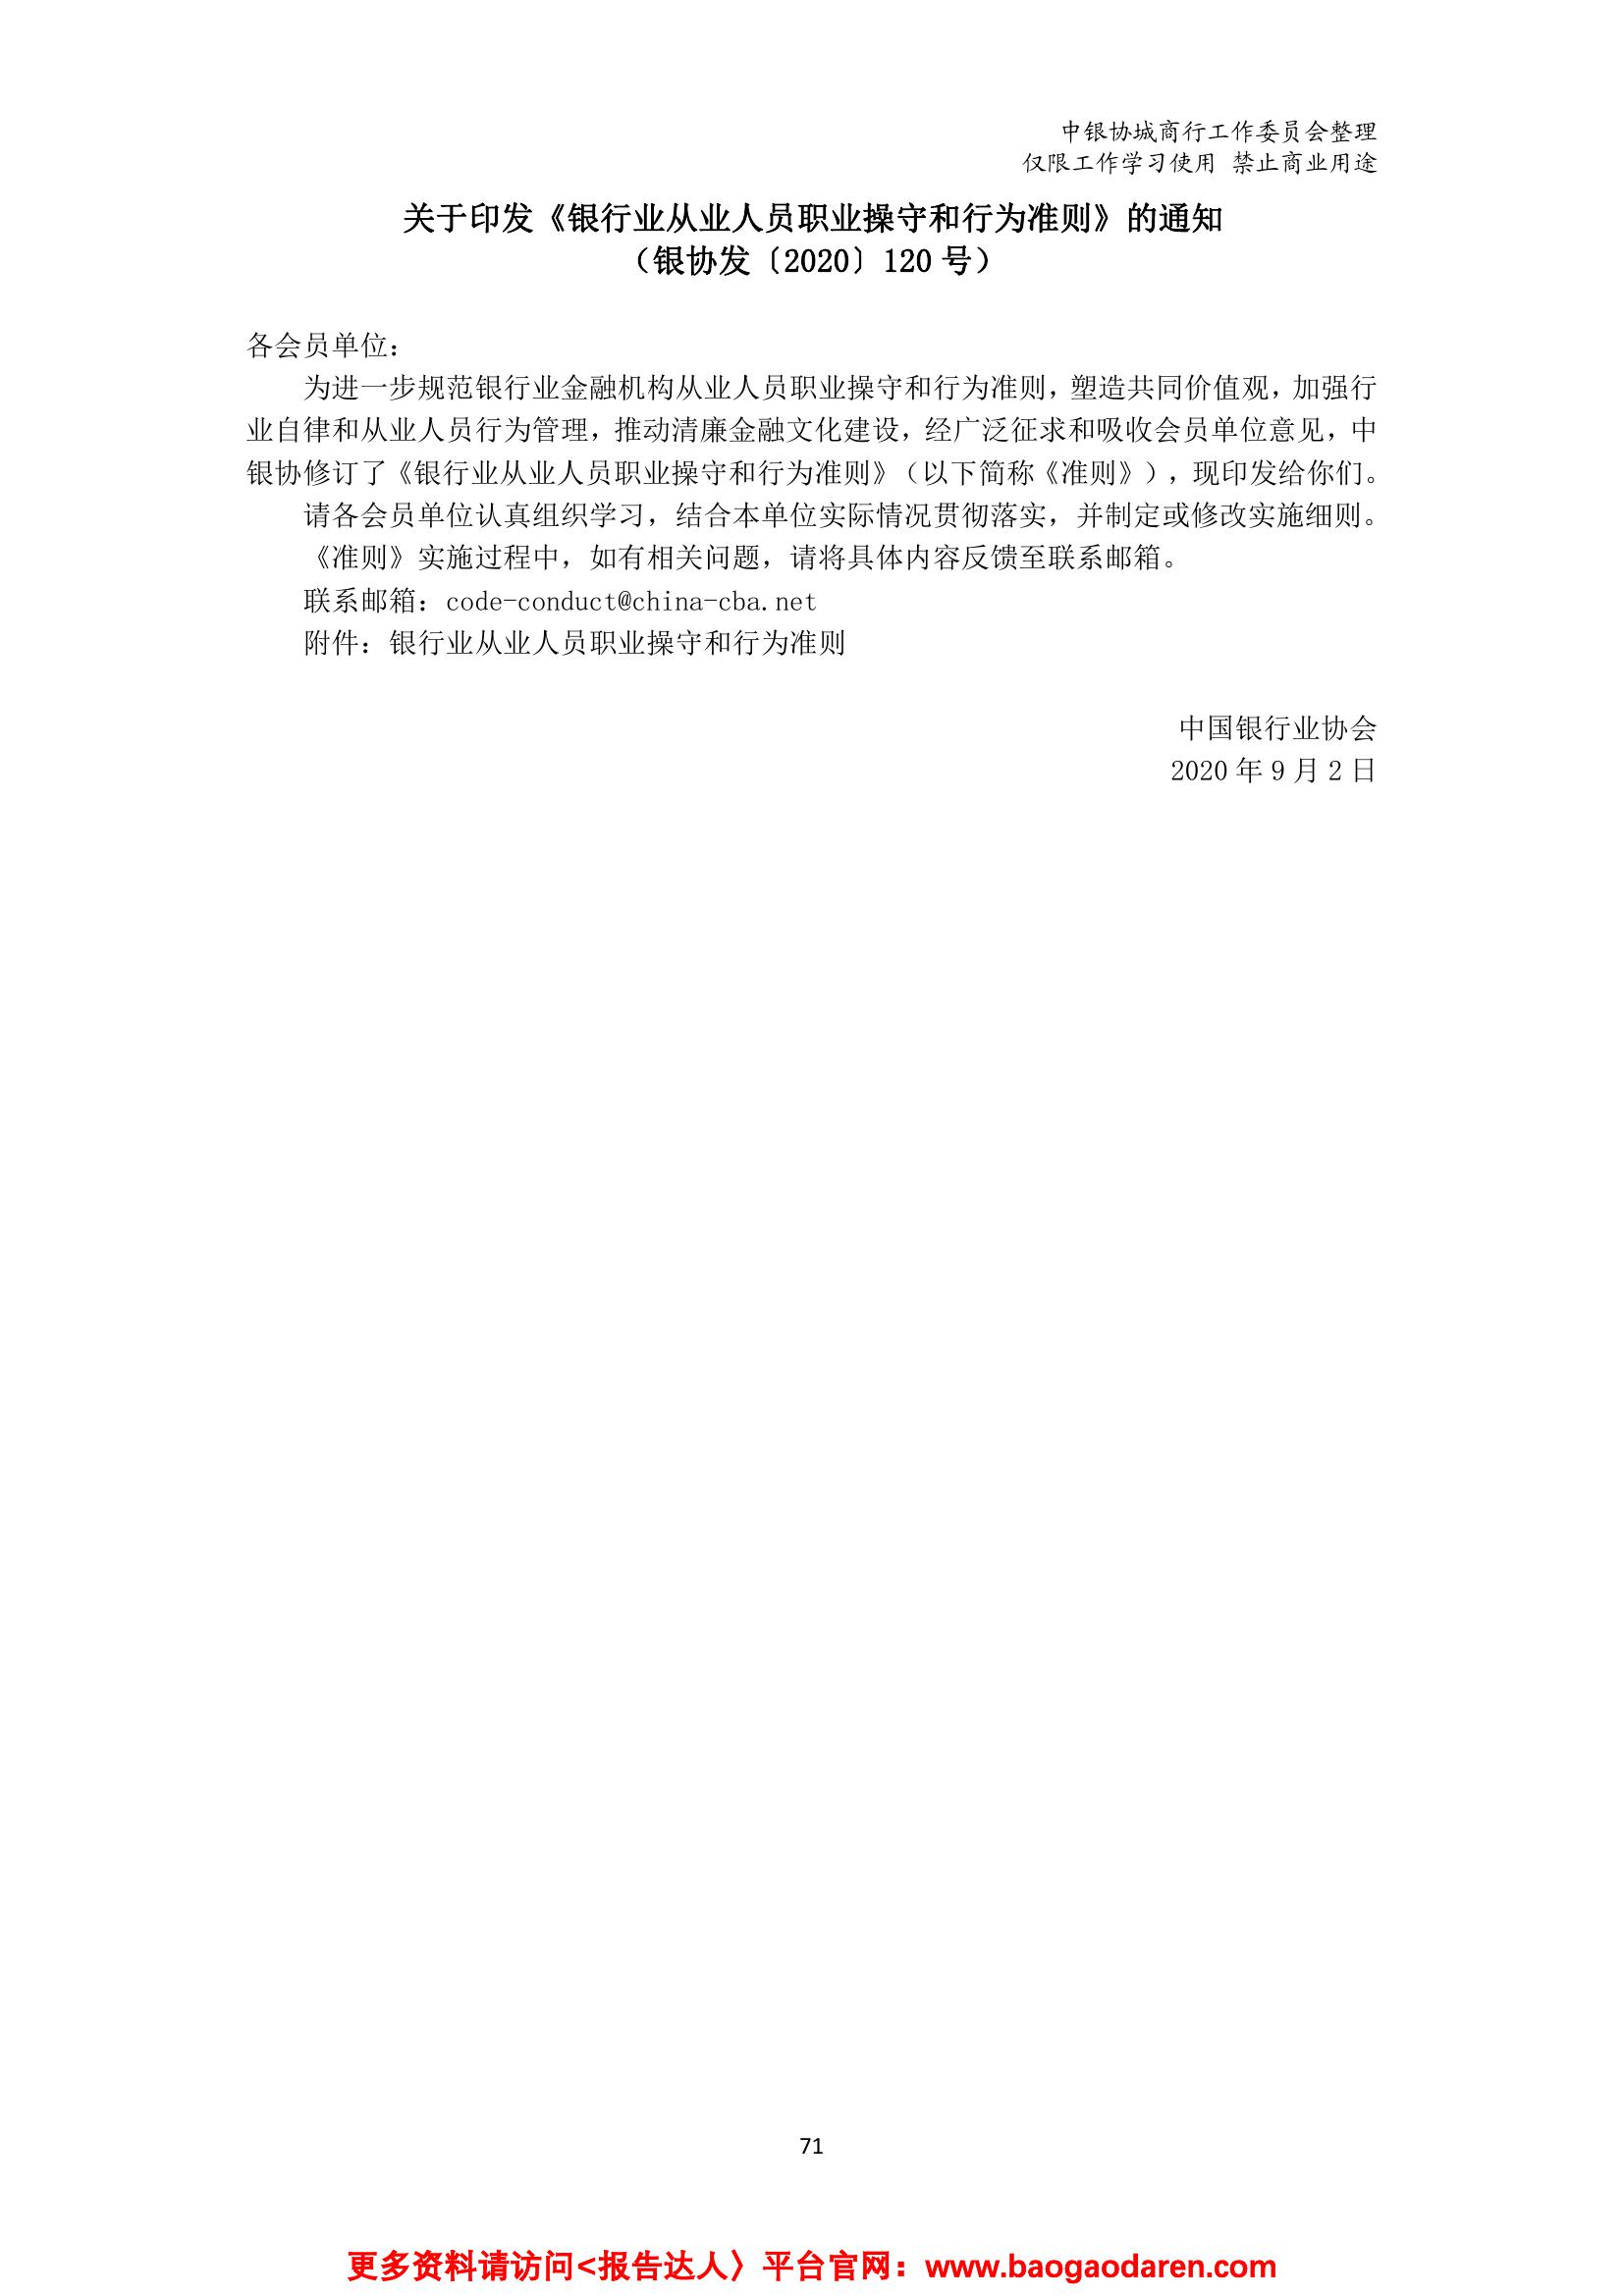 中银协城商行工作委员会整理
仅限工作学习使用 禁止商业用途
关于印发《银行业从业人员职业操守和行为准则》的通知
（银协发〔2020〕120 号）
各会员单位：
为进一步规范银行业金融机构从业人员职业操守和行为准则，塑造共同价值观，加强行
业自律和从业人员行为管理，推动清廉金融文化建设，经广泛征求和吸收会员单位意见，中
银协修订了《银行业从业人员职业操守和行为准则》（以下简称《准则》），现印发给你们。
请各会员单位认真组织学习，结合本单位实际情况贯彻落实，并制定或修改实施细则。
《准则》实施过程中，如有相关问题，请将具体内容反馈至联系邮箱。
联系邮箱：code-conduct@china-cba.net
附件：银行业从业人员职业操守和行为准则
中国银行业协会
2020 年 9 月 2 日
71
更多资料请访问<报告达人〉平台官网：www.baogaodaren.com